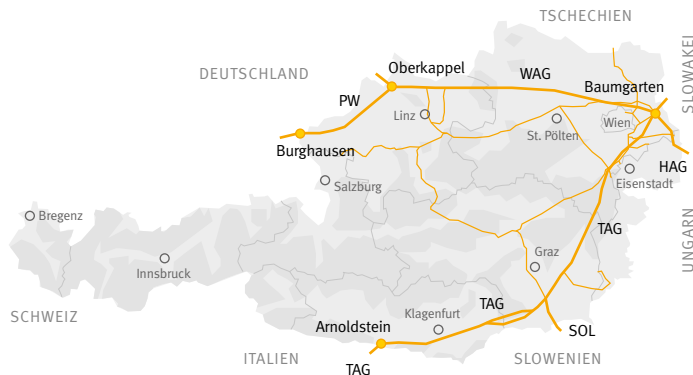 TSCHECHIEN
DEUTSCHLAND
SLOWAKEI
Oberkappel
WAG
Baumgarten
PW
Linz
Wien
St. Pölten
Burghausen
HAG
Salzburg
Eisenstadt
Bregenz
TAG
UNGARN
Graz
Innsbruck
SCHWEIZ
Arnoldstein
Klagenfurt
TAG
SOL
ITALIEN
SLOWENIEN
TAG